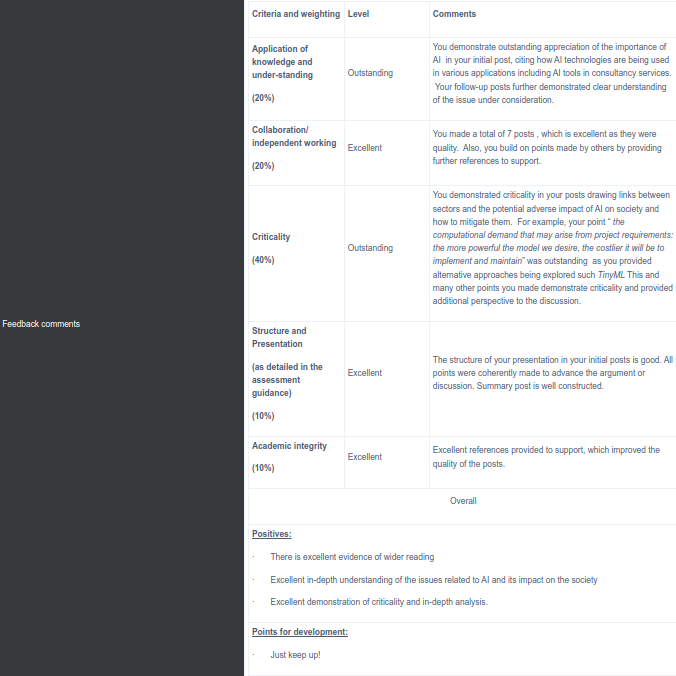 Criteria and weighting Level Comments
Application of
knowledge and
under-standing
(20%)
Outstanding
You demonstrate outstanding appreciation of the importance of
AI in your initial post, citing how AI technologies are being used
in various applications including AI tools in consultancy services.
Your follow-up posts further demonstrated clear understanding
of the issue under consideration.
Collaboration/
independent working
(20%)
Excellent
You made a total of 7 posts , which is excellent as they were
quality. Also, you build on points made by others by providing
further references to support.
Criticality
(40%)
Outstanding
You demonstrated criticality in your posts drawing links between
sectors and the potential adverse impact of AI on society and
how to mitigate them. For example, your point “ the
computational demand that may arise from project requirements:
the more powerful the model we desire, the costlier it will be to
implement and maintain” was outstanding as you provided
alternative approaches being explored such TinyML This and
many other points you made demonstrate criticality and provided
additional perspective to the discussion.
Feedback comments
Structure and
Presentation
(as detailed in the
assessment
guidance)
(10%)
Excellent
The structure of your presentation in your initial posts is good. All
points were coherently made to advance the argument or
discussion. Summary post is well constructed.
Academic integrity
(10%)
Excellent
Excellent references provided to support, which improved the
quality of the posts.
Overall
Positives:
· There is excellent evidence of wider reading
· Excellent in-depth understanding of the issues related to AI and its impact on the society
· Excellent demonstration of criticality and in-depth analysis.
Points for development:
· Just keep up!